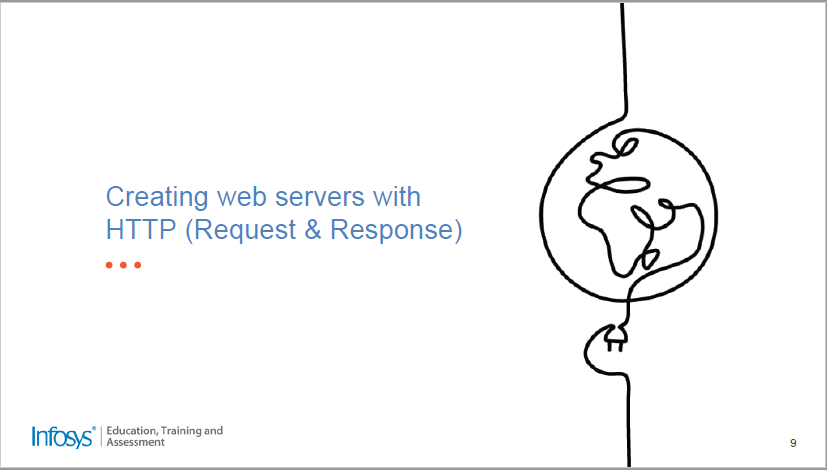 Creating web servers with
HTTP (Request & Response)
Infosys® | Education, Training and
Assessment
9